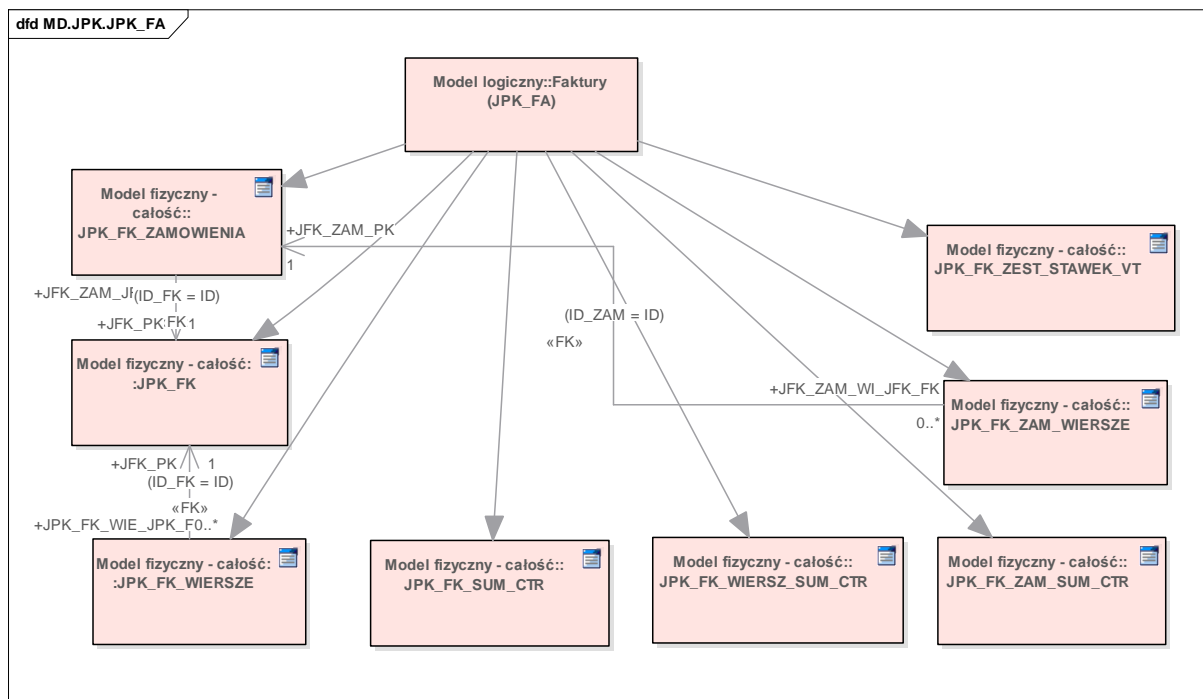 dfd MD.JPK.JPK_FA
Model logiczny::Faktury
(JPK_FA)
Model fizyczny -
całość::
JPK_FK_ZAMOWIENIA
+JFK_ZAM_PK
1
Model fizyczny - całość::
JPK_FK_ZEST_STAWEK_VT
(ID_FK = ID)
+JFK_PK
FK
1
(ID_ZAM = ID)
«FK»
Model fizyczny - całość:
:JPK_FK
+JFK_ZAM_WI_JFK_FK
0..*
Model fizyczny - całość::
JPK_FK_ZAM_WIERSZE
+JFK_PK
1
(ID_FK = ID)
«FK»
+JPK_FK_WIE_JPK_F0..*
Model fizyczny - całość:
:JPK_FK_WIERSZE
Model fizyczny - całość::
JPK_FK_SUM_CTR
Model fizyczny - całość::
JPK_FK_WIERSZ_SUM_CTR
Model fizyczny - całość::
JPK_FK_ZAM_SUM_CTR